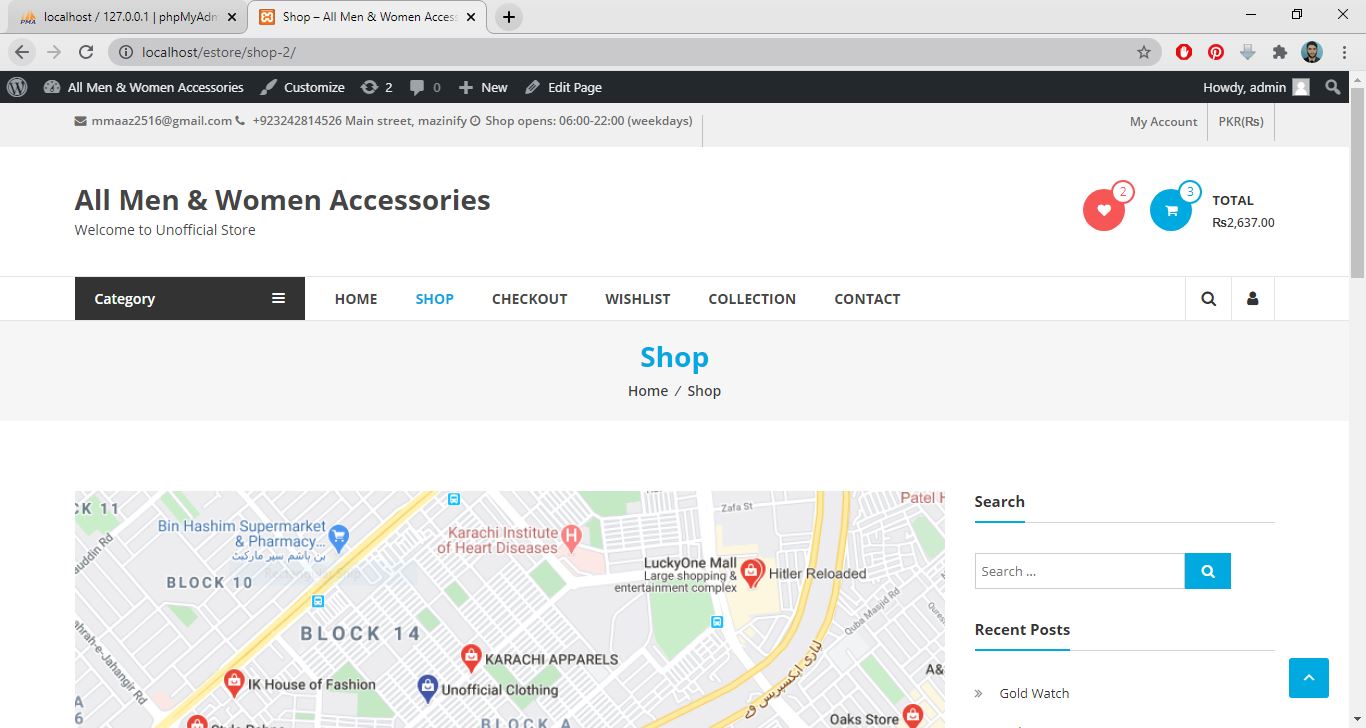 localhost / 127.0.0.1 | phpMyAdm
Shop – All Men & Women Access
localhost/estore/shop-2/
All Men & Women Accessories
Customize
2
0
New
Edit Page
Howdy, admin
mmaaz2516@gmail.com +923242814526 Main street, mazinify Shop opens: 06:00-22:00 (weekdays)
My Account
PKR(₨)
All Men & Women Accessories
Welcome to Unofficial Store
2
3
TOTAL
₨2,637.00
Category
HOME
SHOP
CHECKOUT
WISHLIST
COLLECTION
CONTACT
Shop
Home / Shop
CK 11
Bin Hashim Supermarket
& Pharmacy...
بن ہاشم سپر مارکیٹ
BLOCK 10
Karachi Institute
of Heart Diseases
Zafa St
Patel H
LuckyOne Mall
Large shopping &
entertainment complex
Hitler Reloaded
Quba Masjid Rd
BLOCK 14
KARACHI APPARELS
IK House of Fashion
Unofficial Clothing
e-Jahangir Rd
لیاری ایکسپریس وے
A&
A
6
BLOCK A
Oaks Store
Search
Search …
Recent Posts
Gold Watch